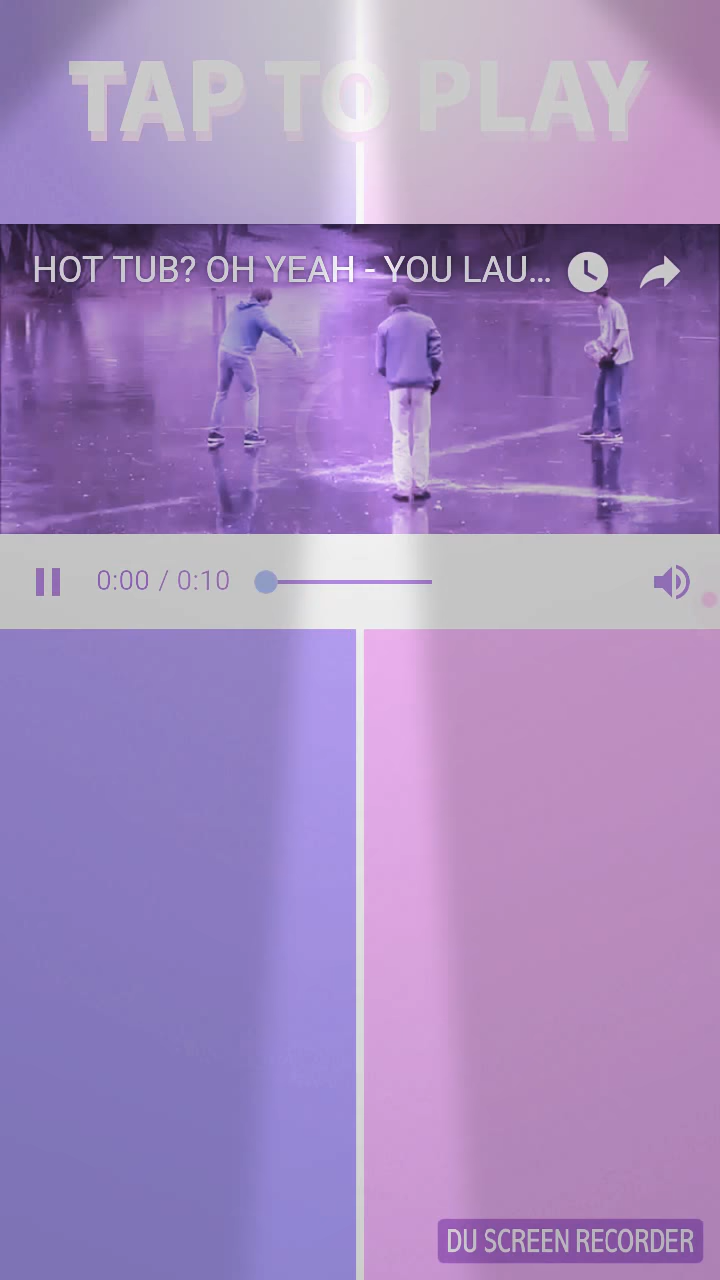 TAP TO PLAY
HOT TUB? OH YEAH - YOU LAU...
0:00 / 0:10
DU SCREEN RECORDER